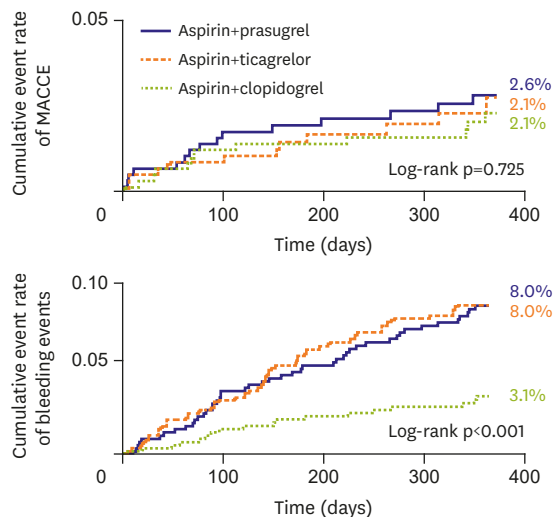 Cumulative event rate
of MACCE
0.05
0
Aspirin+prasugrel
Aspirin+ticagrelor
Aspirin+clopidogrel
2.6%
2.1%
2.1%
Log-rank p=0.725
0
100
200
300
400
Time (days)
Cumulative event rate
of bleeding events
0.10
0.05
0
8.0%
8.0%
3.1%
Log-rank p<0.001
0
100
200
300
400
Time (days)